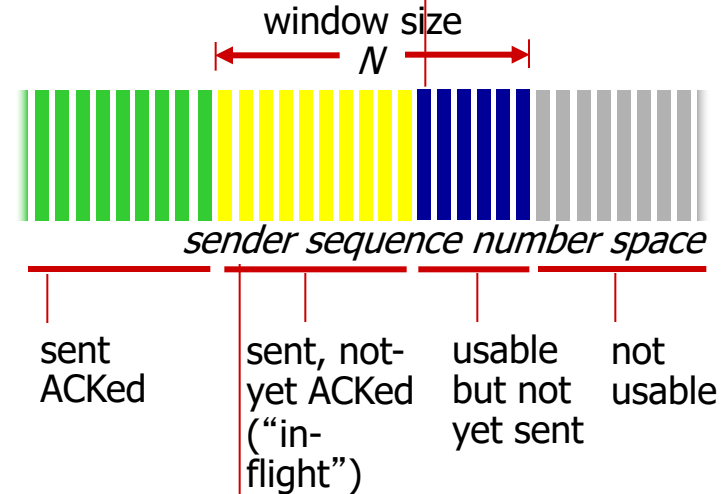 window size
N
sender sequence number space
sent
ACKed
sent, not-
yet ACKed
(“in-
flight”)
usable
but not
yet sent
not
usable